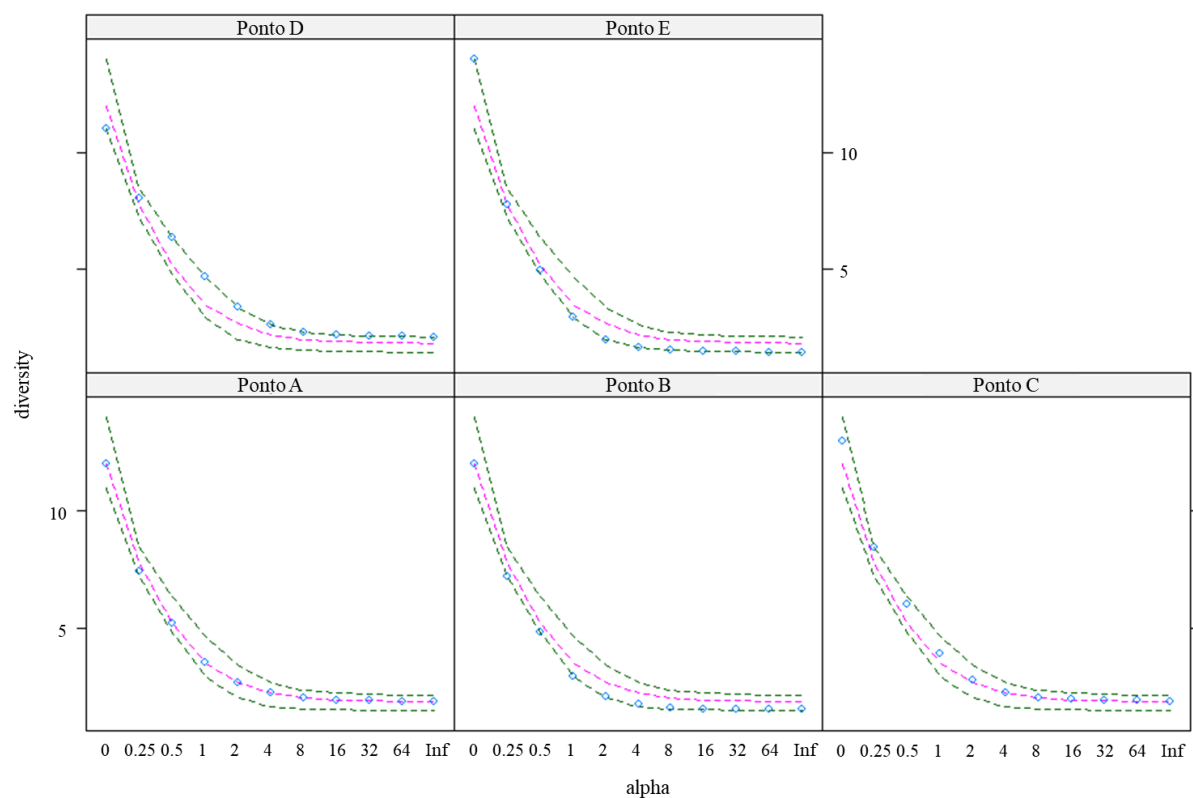 Ponto D Ponto E
10
5
diversity
Ponto A Ponto B Ponto C
10
5
0 0.25 0.5 1 2 4 8 16 32 64 Inf 0 0.25 0.5 1 2 4 8 16 32 64 Inf 0 0.25 0.5 1 2 4 8 16 32 64 Inf
alpha